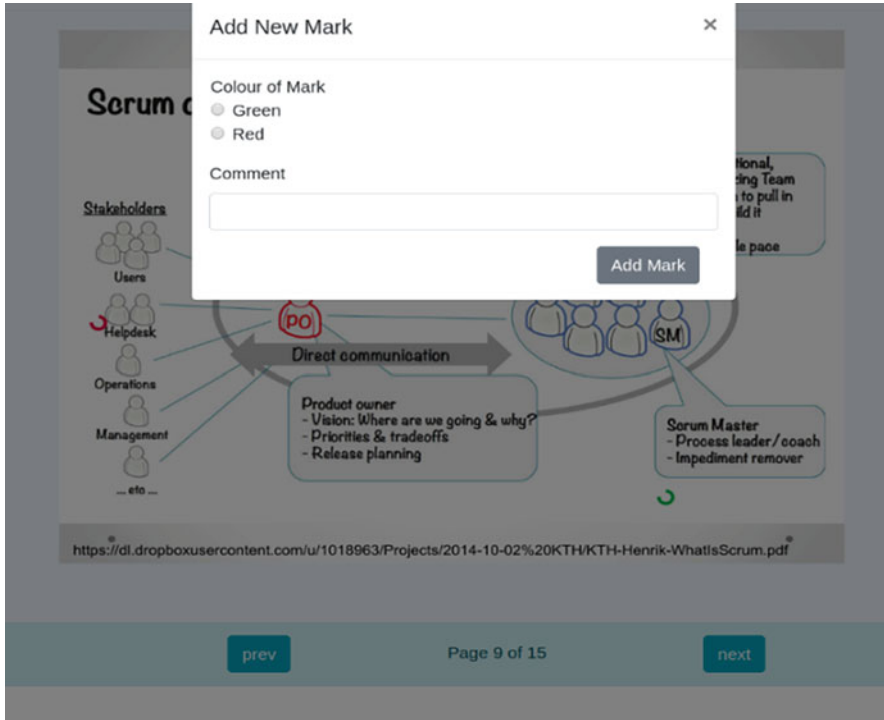 Add New Mark
×
Colour of Mark
Green
Red
Comment
Add Mark
Scrum
Stakeholders
Users
Helpdesk
Operations
Management
... etc ...
PO
Direct communication
Product owner
- Vision: Where are we going & why?
- Priorities & tradeoffs
- Release planning
tional,
zing Team
to pull in
ild it
le pace
SM
Scrum Master
- Process leader/coach
- Impediment remover
https://dl.dropboxusercontent.com/u/1018963/Projects/2014-10-02%20KTH/KTH-Henrik-WhatIsScrum.pdf
prev
Page 9 of 15
next